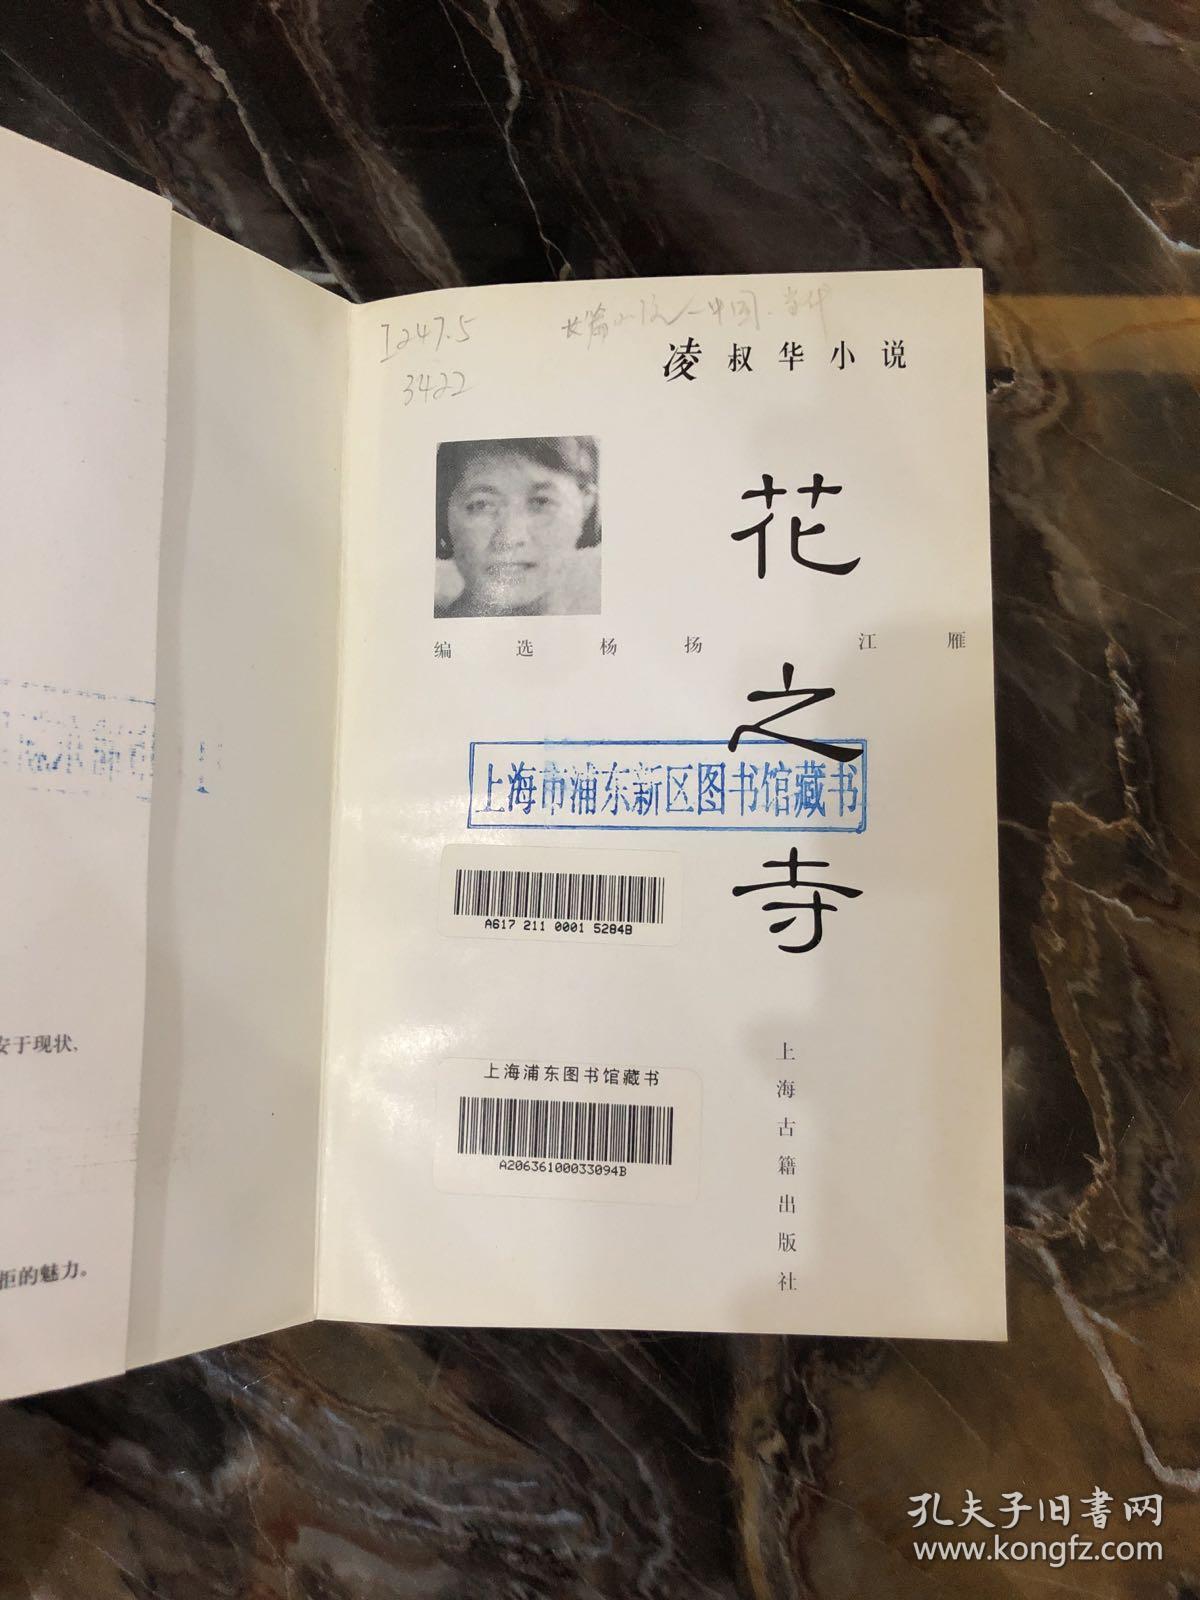 I247.5
3422
长篇小说—中国.当代
凌叔华小说
花之寺
编选杨扬 江雁
上海市浦东新区图书馆藏书
A617 211 0001 5284B
上海浦东图书馆藏书
A20636100033094B
上海古籍出版社
安于现状,
拒的魅力。
孔夫子旧书网
www.kongfz.com